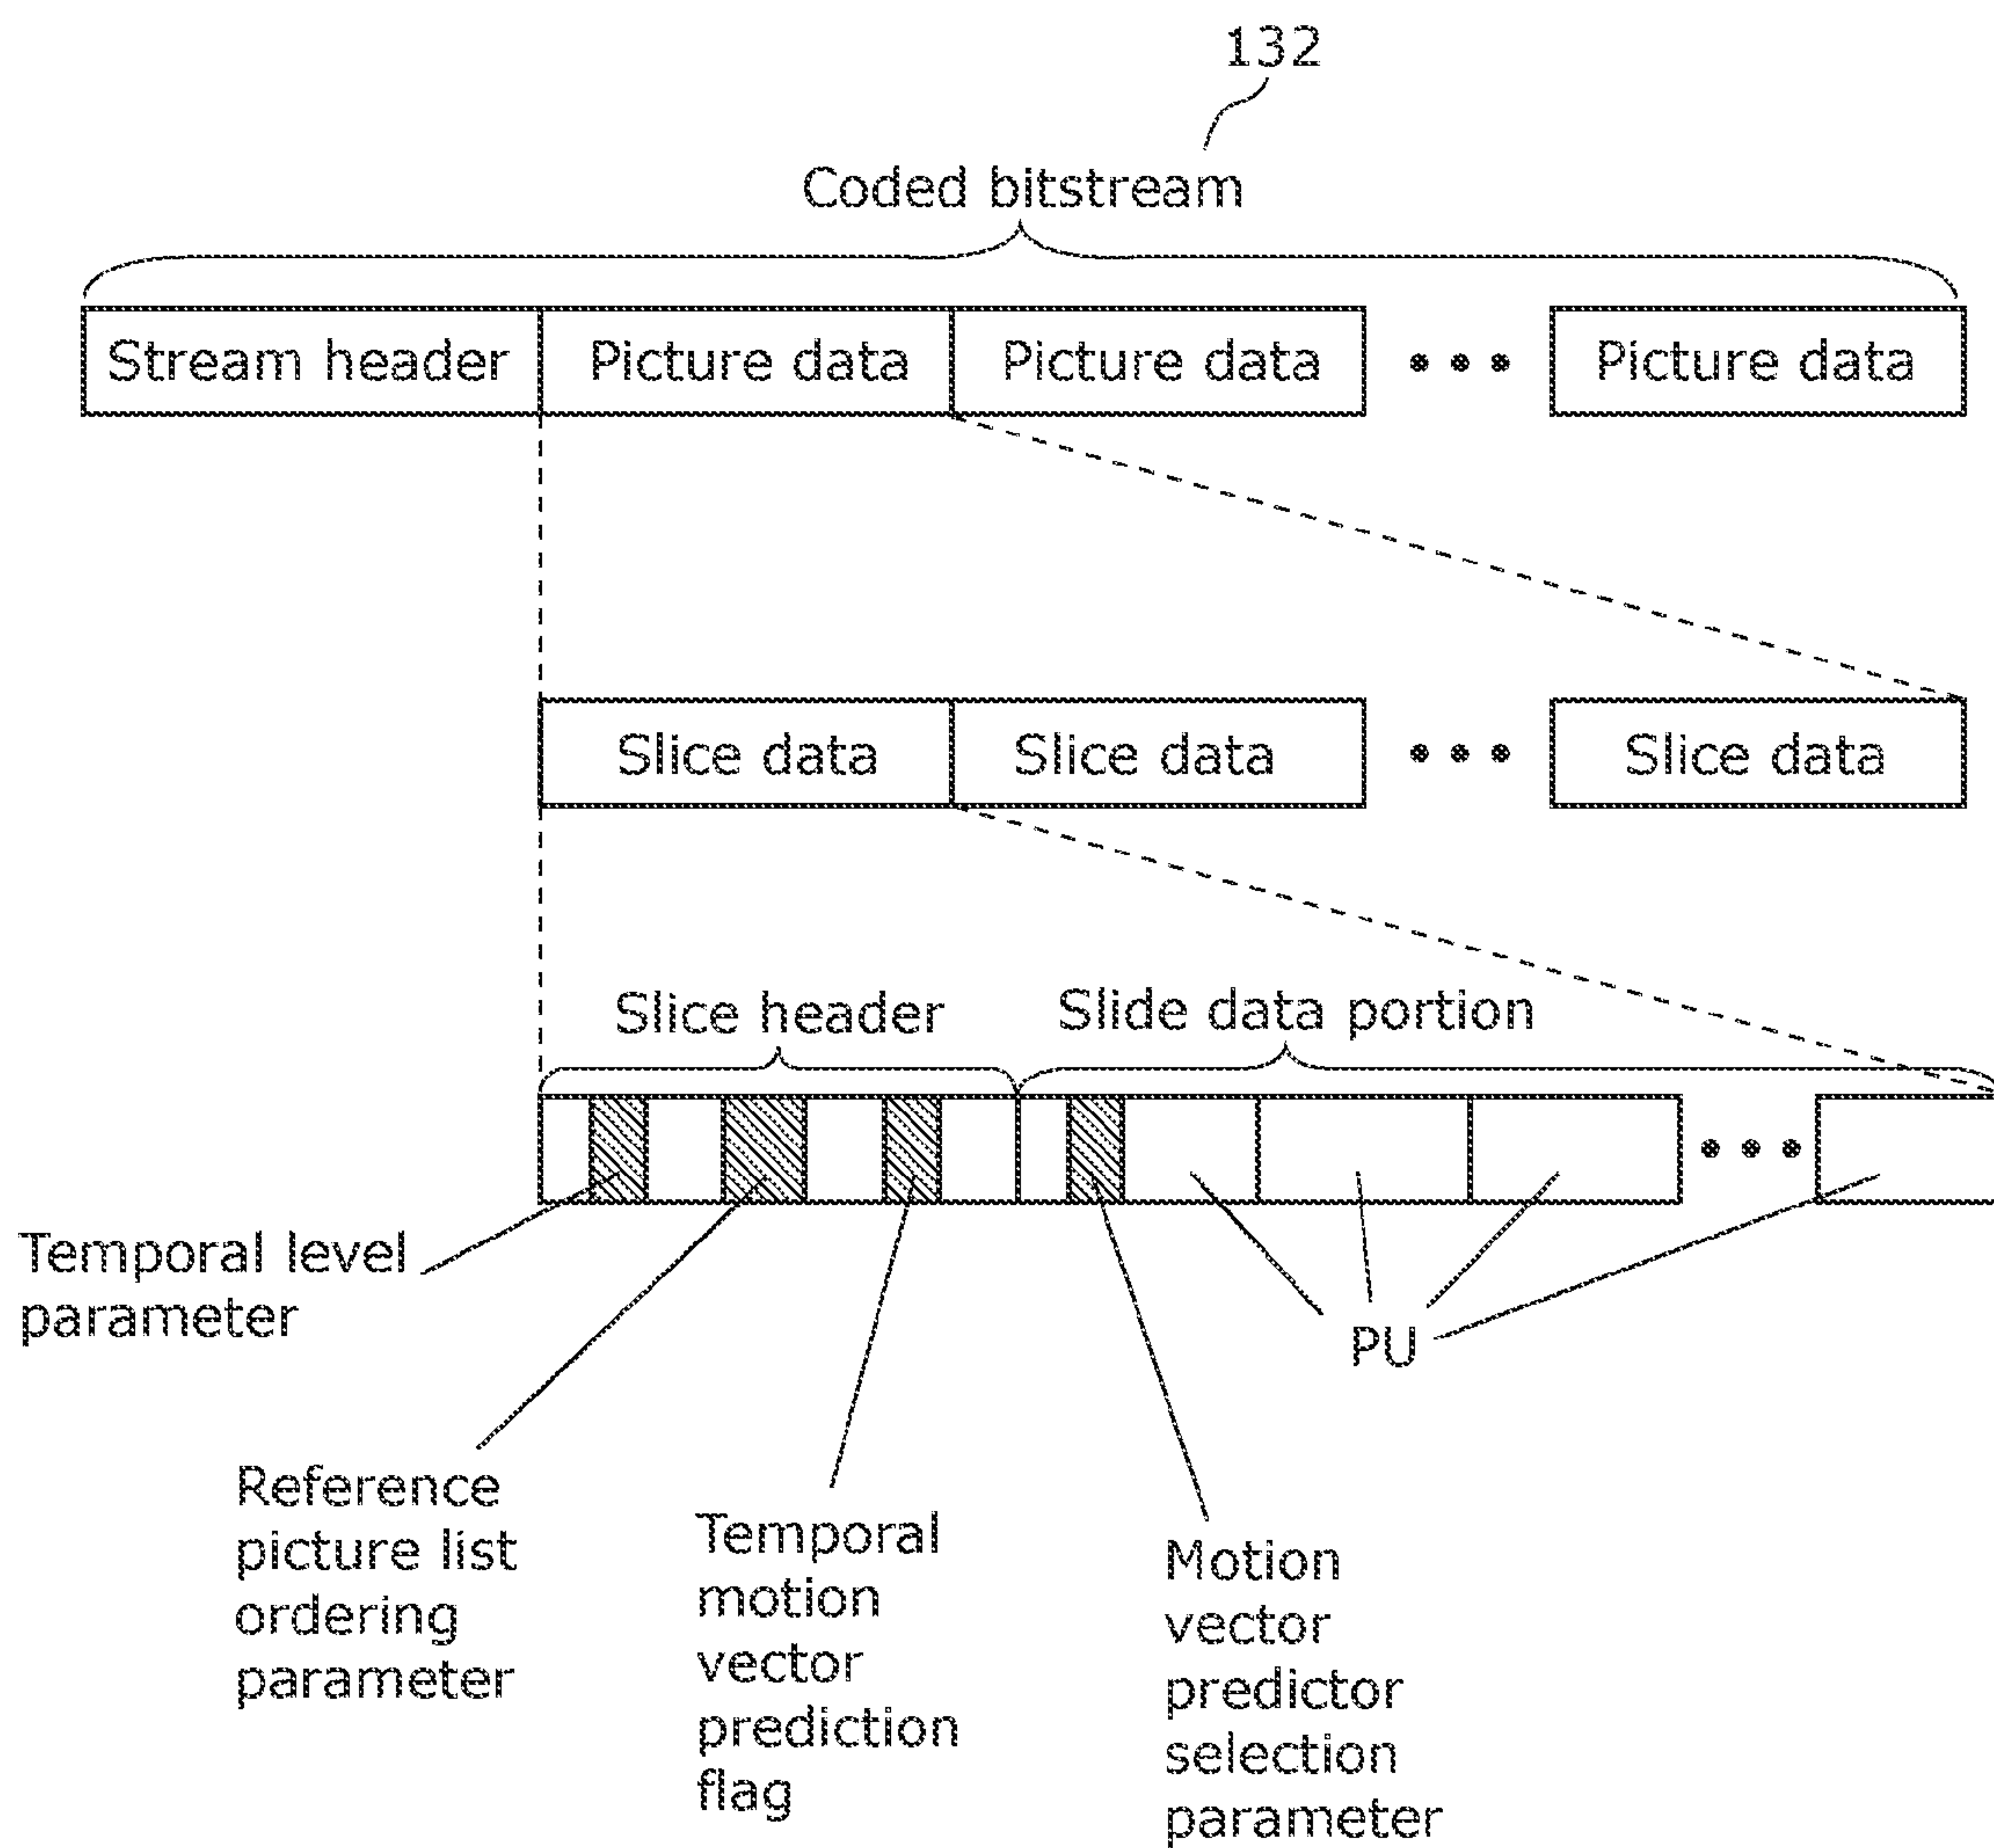 132
Coded bitstream
Stream header Picture data Picture data ••• Picture data
Slice data Slice data ••• Slice data
Slice header Slide data portion
•••
Temporal level
parameter
PU
Reference
picture list
ordering
parameter
Temporal
motion
vector
prediction
flag
Motion
vector
predictor
selection
parameter